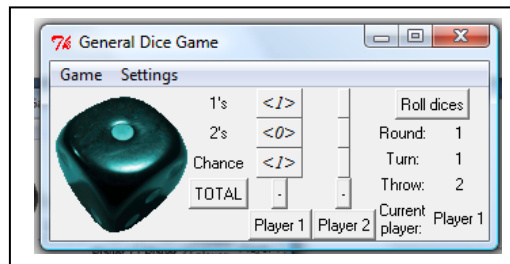 General Dice Game
Game Settings
1's <1> Roll dices
2's <0> Round: 1
Chance <1> Turn: 1
TOTAL - - Throw: 2
Player 1 Player 2 Current player: Player 1